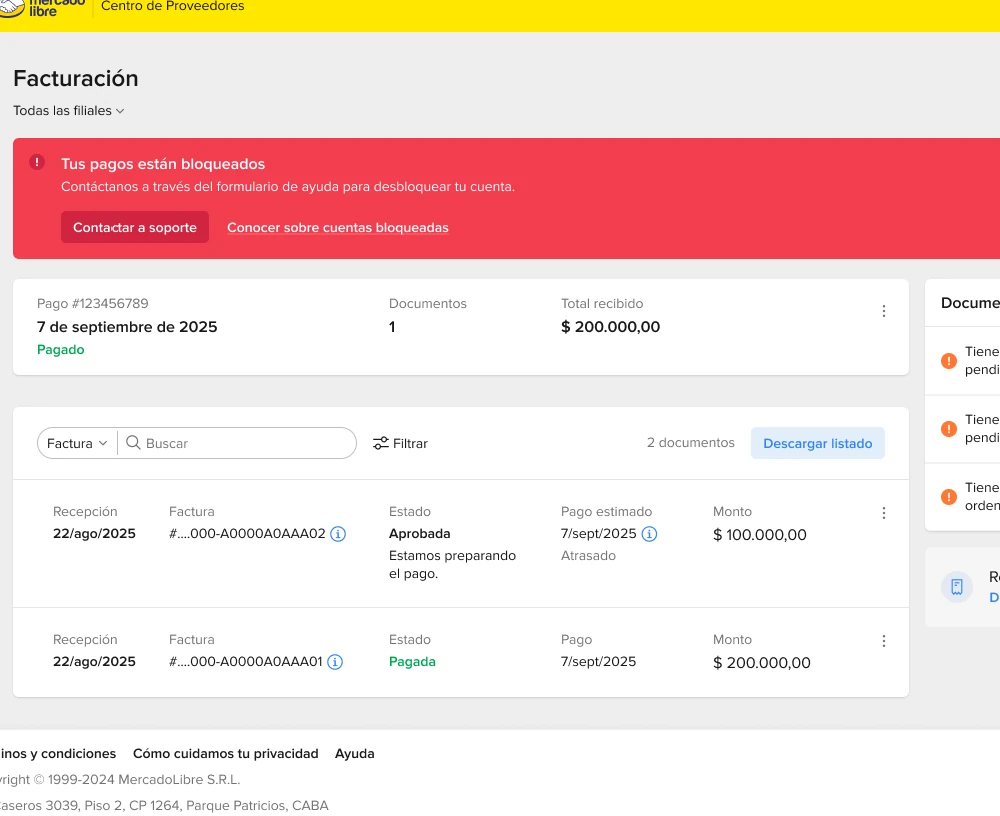 mercado
libre
Centro de Proveedores
Facturación
Todas las filiales
Tus pagos están bloqueados
Contáctanos a través del formulario de ayuda para desbloquear tu cuenta.
Contactar a soporte
Conocer sobre cuentas bloqueadas
Pago #123456789
7 de septiembre de 2025
Pagado
Documentos
1
Total recibido
$ 200.000,00
Factura
Buscar
Filtrar
2 documentos
Descargar listado
Recepción
22/ago/2025
Factura
#....000-A0000A0AAA02
Estado
Aprobada
Estamos preparando
el pago.
Pago estimado
7/sept/2025
Atrasado
Monto
$ 100.000,00
Recepción
22/ago/2025
Factura
#....000-A0000A0AAA01
Estado
Pagada
Pago
7/sept/2025
Monto
$ 200.000,00
Docume
Tiene
pendi
Tiene
pendi
Tiene
orden
inos y condiciones
Cómo cuidamos tu privacidad
Ayuda
yright © 1999-2024 MercadoLibre S.R.L.
aseros 3039, Piso 2, CP 1264, Parque Patricios, CABA